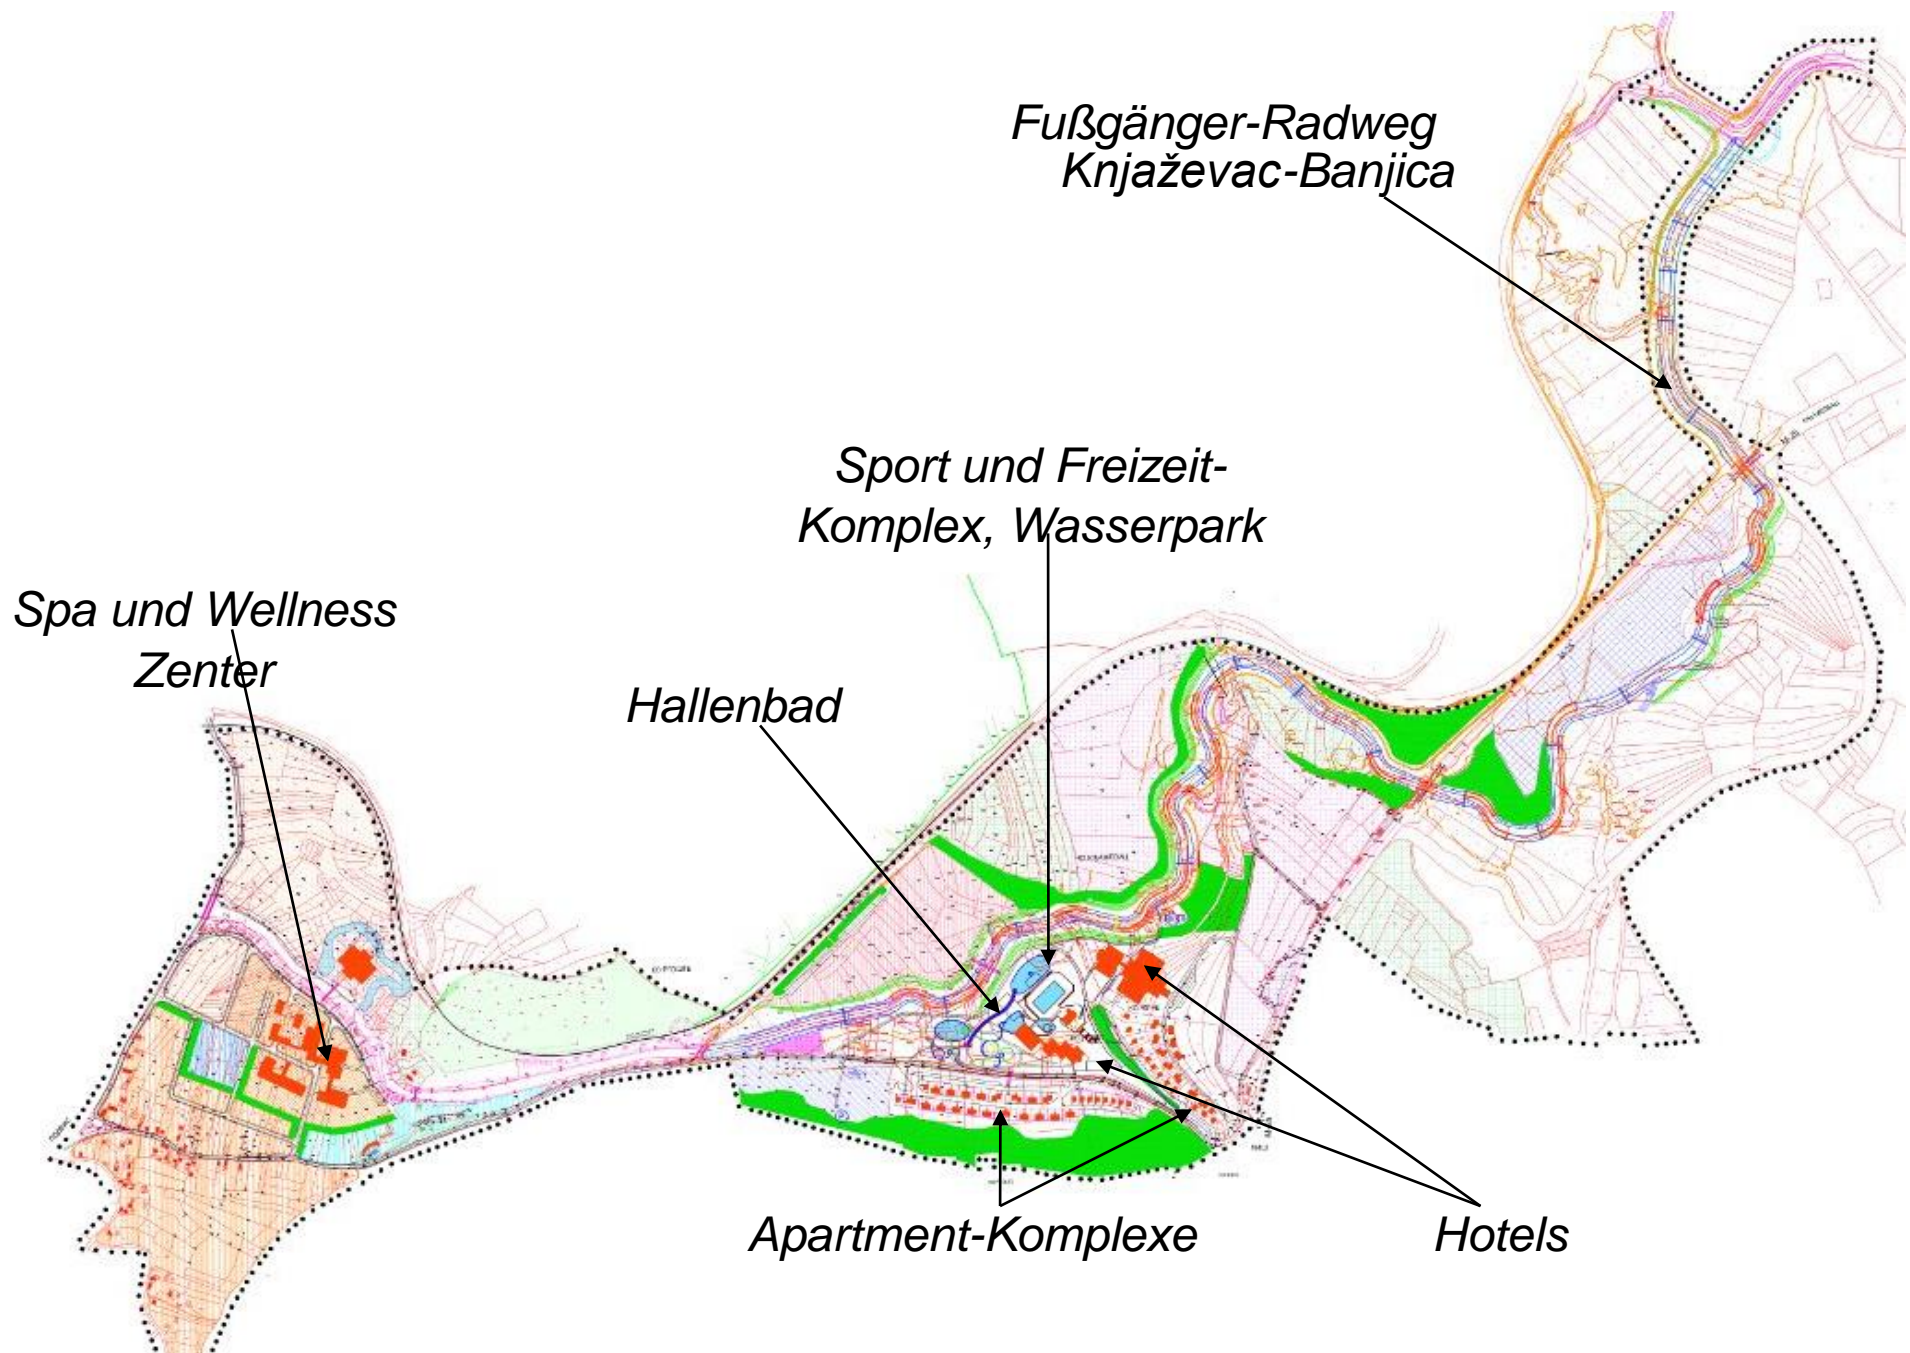 Fußgänger-Radweg
Knjaževac-Banjica
Sport und Freizeit-
Komplex, Wasserpark
Spa und Wellness
Zenter
Hallenbad
Apartment-Komplexe
Hotels